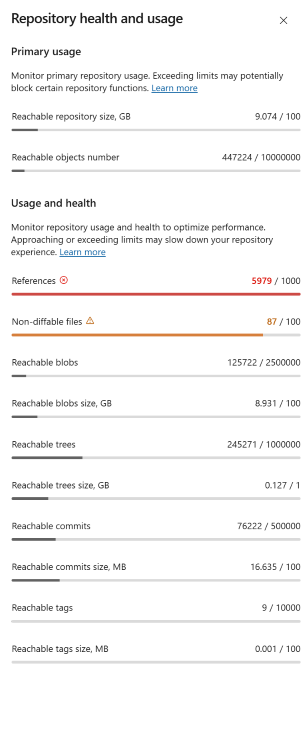 Repository health and usage
Primary usage
Monitor primary repository usage. Exceeding limits may potentially
block certain repository functions. Learn more
Reachable repository size, GB 9.074 / 100
Reachable objects number 447224 / 10000000
Usage and health
Monitor repository usage and health to optimize performance.
Approaching or exceeding limits may slow down your repository
experience. Learn more
References 5979 / 1000
Non-diffable files 87 / 100
Reachable blobs 125722 / 2500000
Reachable blobs size, GB 8.931 / 100
Reachable trees 245271 / 1000000
Reachable trees size, GB 0.127 / 1
Reachable commits 76222 / 500000
Reachable commits size, MB 16.635 / 100
Reachable tags 9 / 10000
Reachable tags size, MB 0.001 / 100